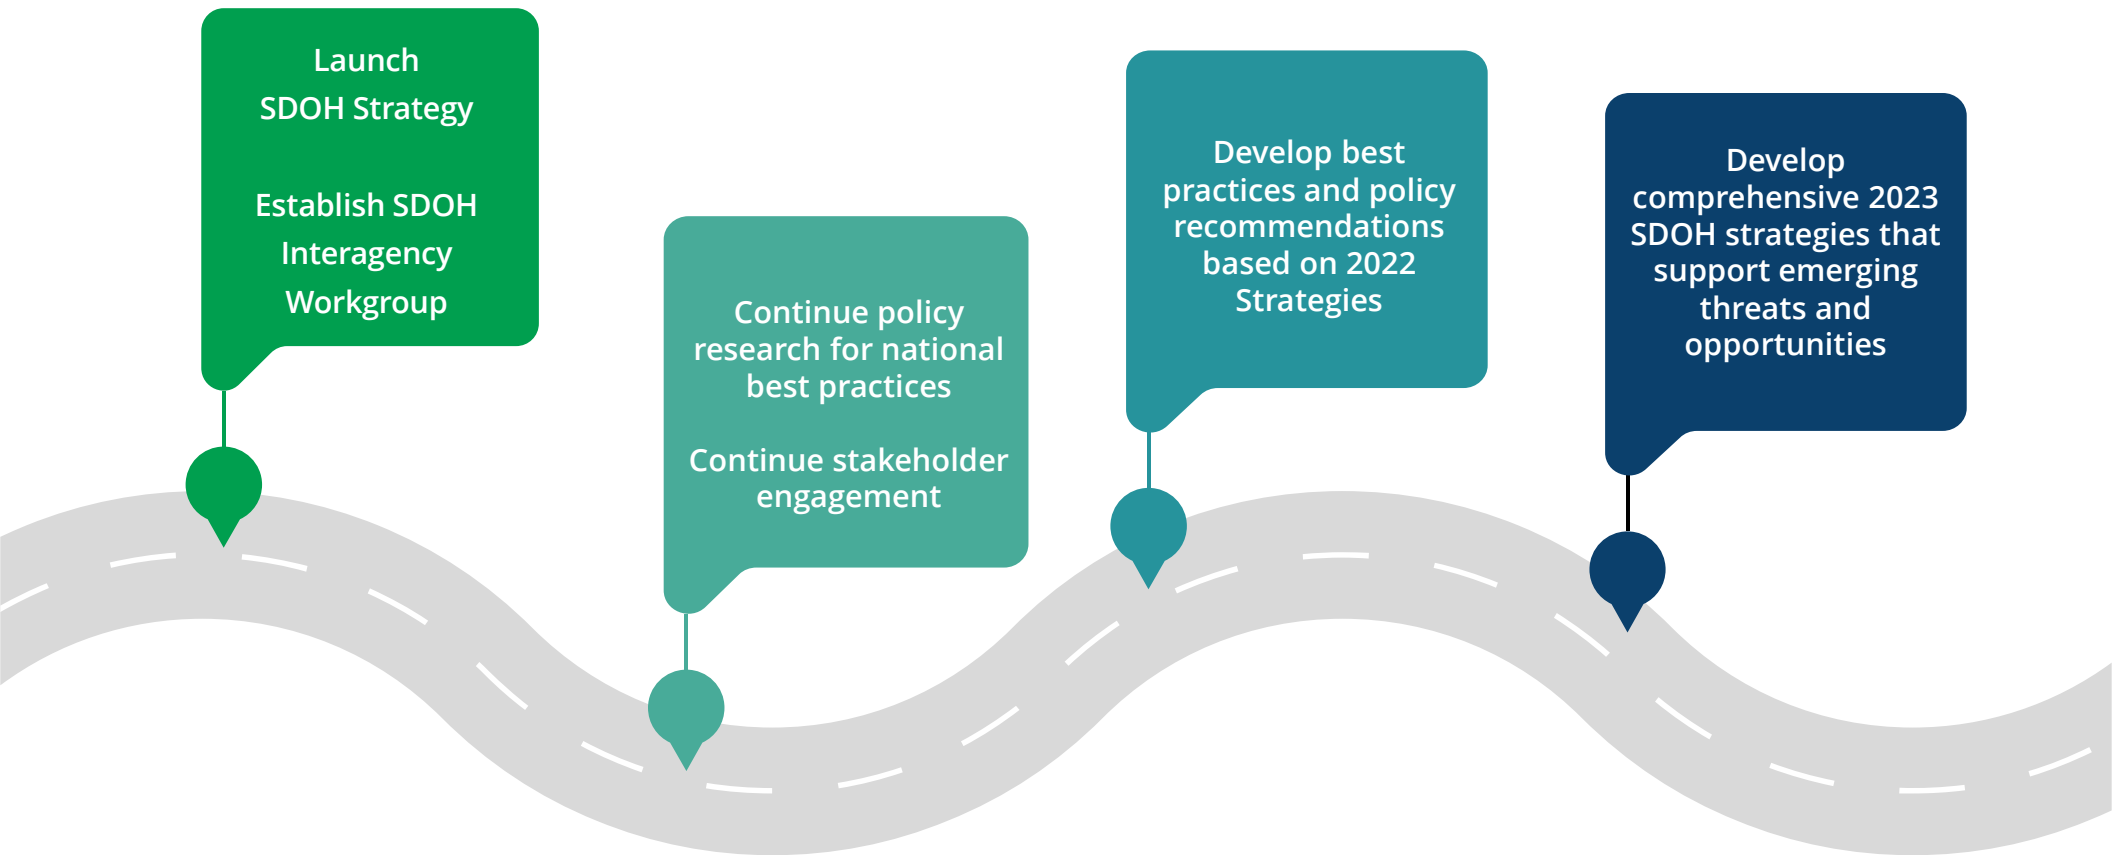 Launch
SDOH Strategy
Establish SDOH
Interagency
Workgroup
Continue policy
research for national
best practices
Continue stakeholder
engagement
Develop best
practices and policy
recommendations
based on 2022
Strategies
Develop
comprehensive 2023
SDOH strategies that
support emerging
threats and
opportunities